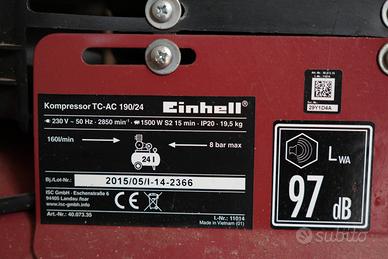 Kompressor TC-AC 190/24
Einhell
230 V ~ 50 Hz · 2850 min⁻¹ 1500 W S2 15 min · IP20 · 19,5 kg
160l/min
24 l
8 bar max
Bj./Lot-Nr.:
2015/05/I-14-2366
ISC GmbH · Eschenstraße 6
94405 Landau /Isar
www.isc-gmbh.info
Art.-Nr.: 40.073.35
I.-Nr.: 11014
Made in Vietnam (01)
29Y1D4A
LWA
97 dB
subito